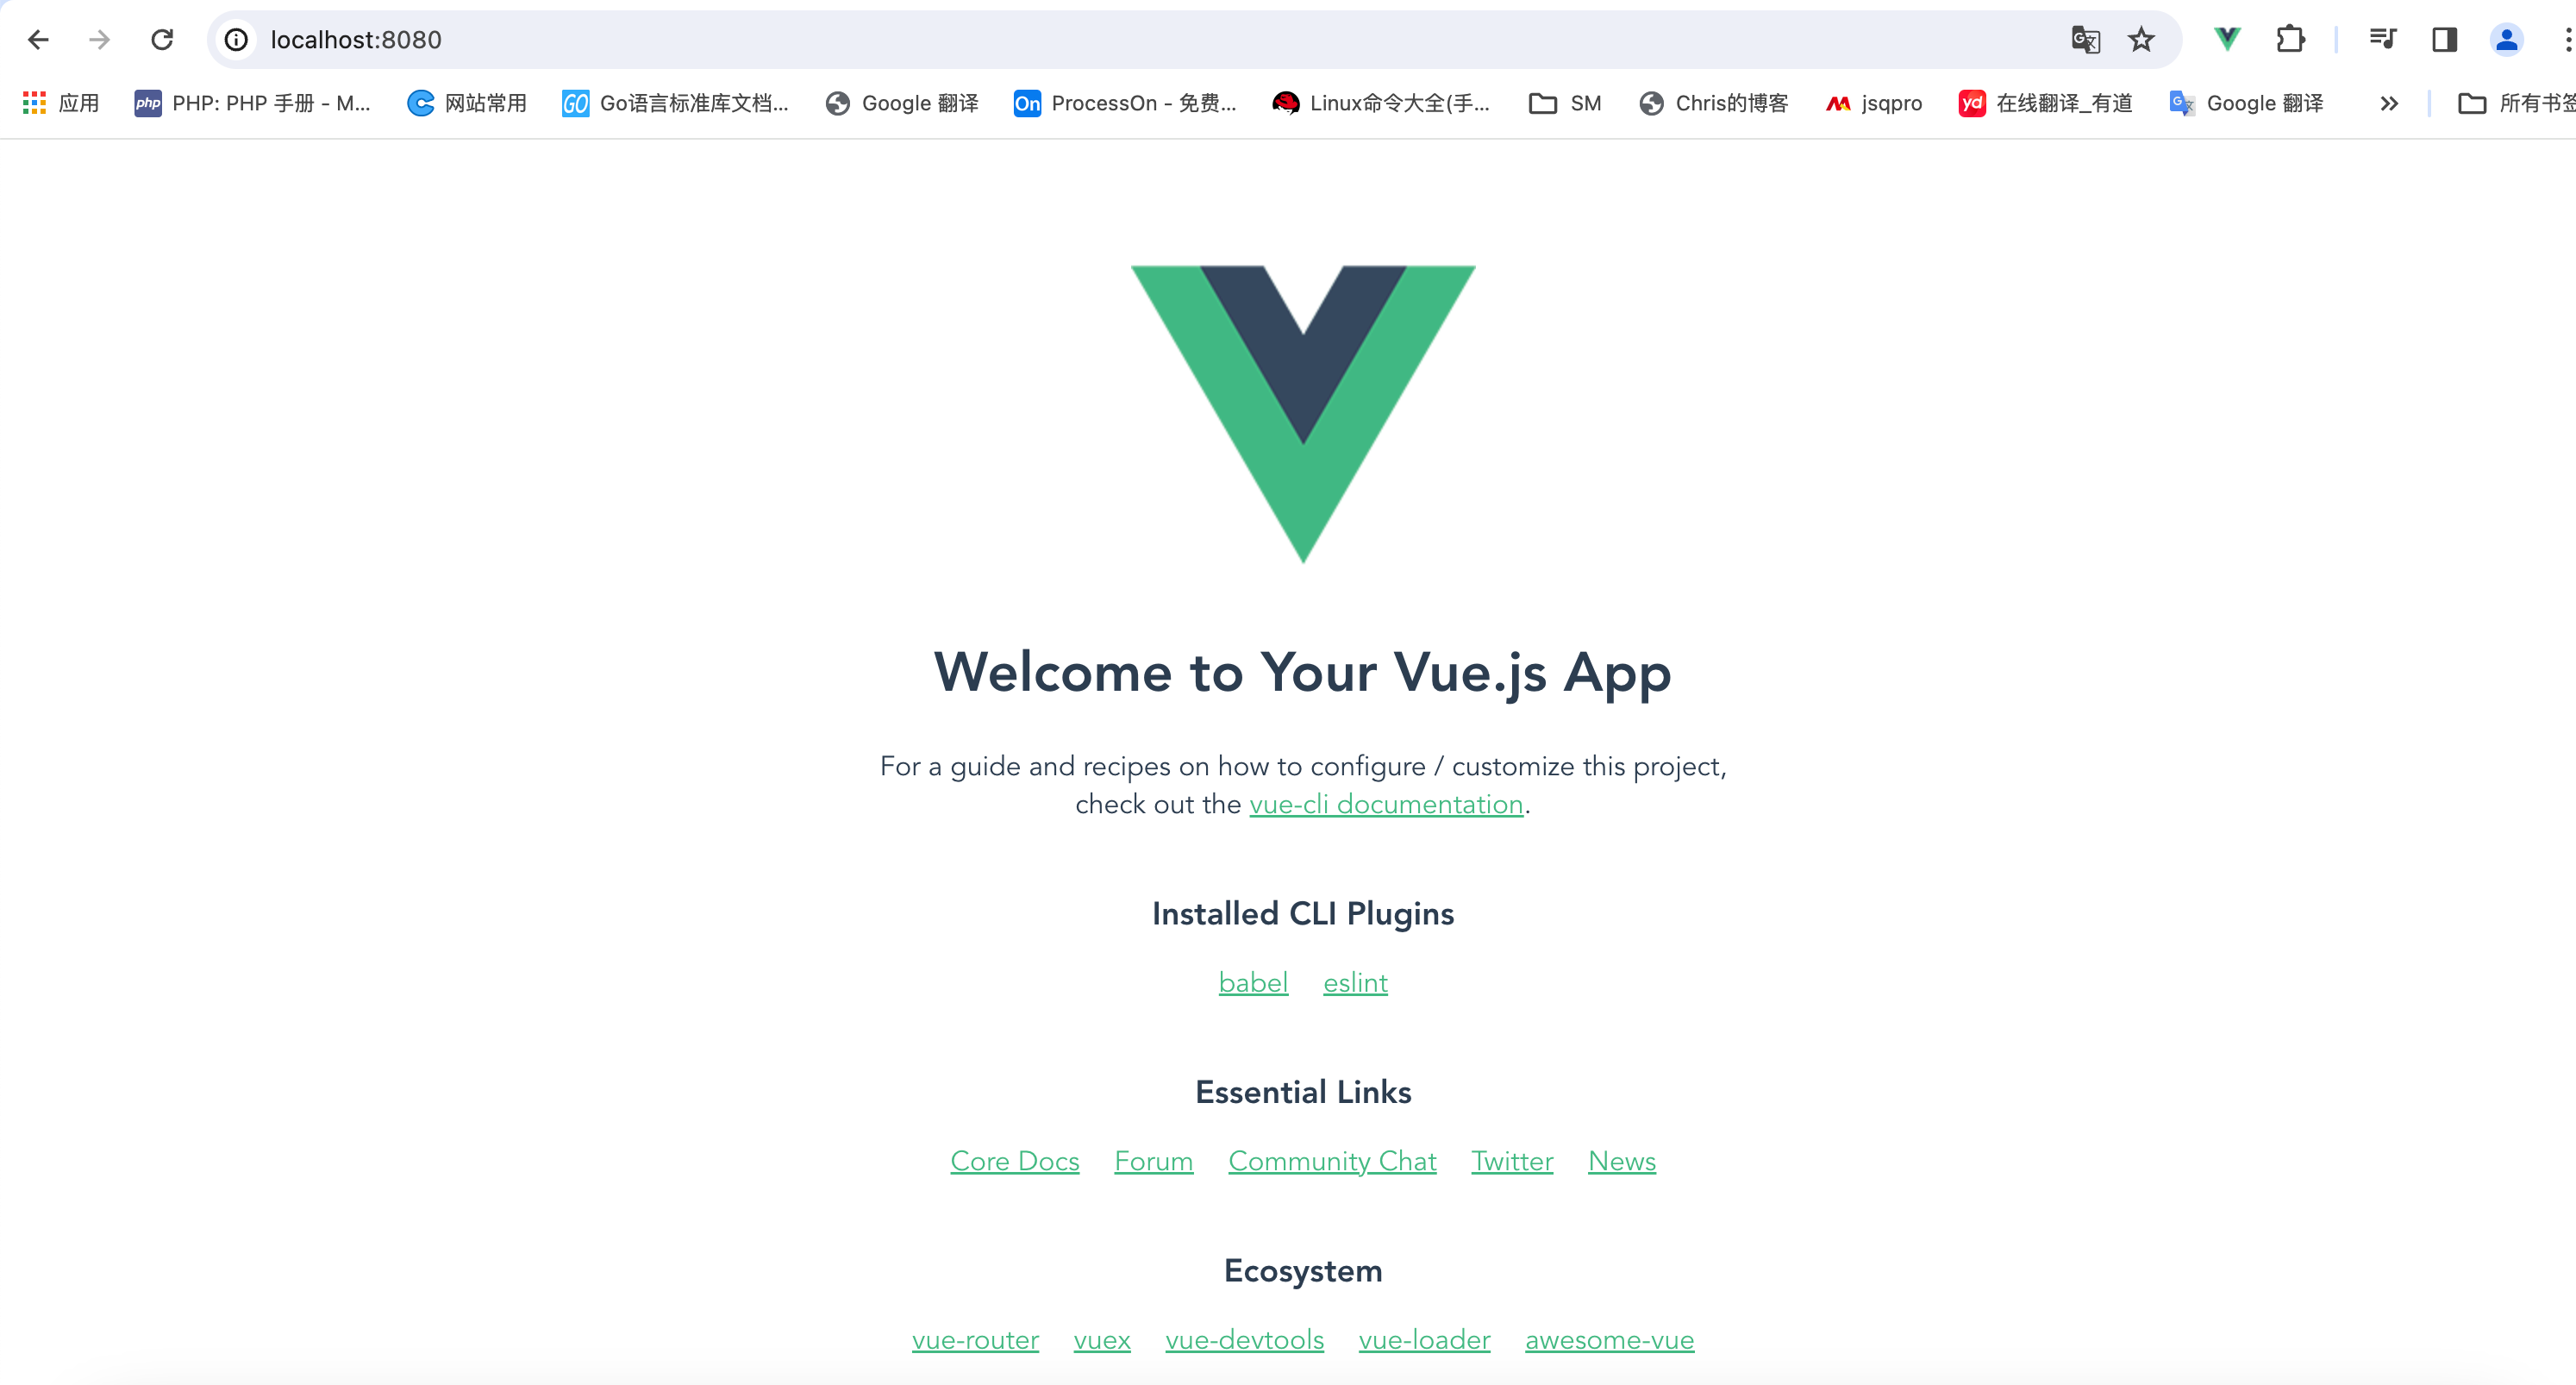 localhost:8080
应用 php PHP: PHP 手册 - M... 网站常用 GO Go语言标准库文档... Google 翻译 On ProcessOn - 免费... Linux命令大全(手... SM Chris的博客 jsqpro yd 在线翻译_有道 Google 翻译 所有书签
Welcome to Your Vue.js App
For a guide and recipes on how to configure / customize this project,
check out the vue-cli documentation.
Installed CLI Plugins
babel eslint
Essential Links
Core Docs Forum Community Chat Twitter News
Ecosystem
vue-router vuex vue-devtools vue-loader awesome-vue